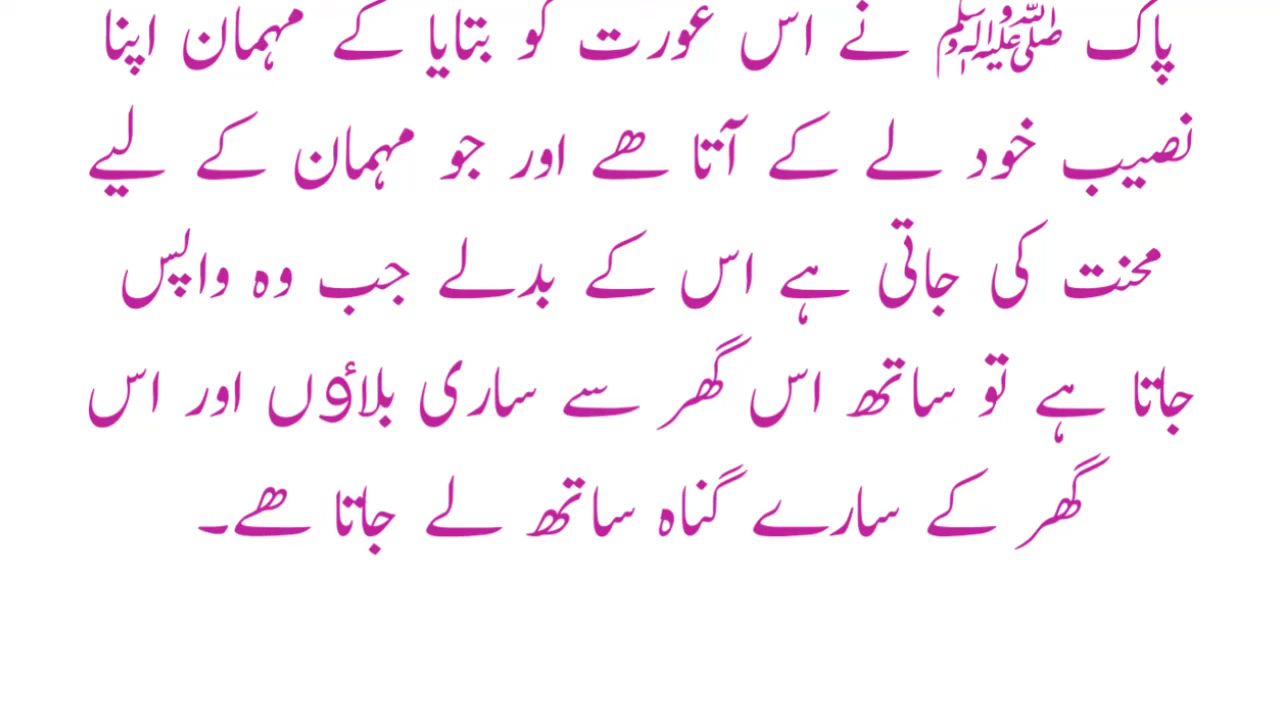 پاک ﷺ نے اس عورت کو بتایا کے مہمان اپنا
نصیب خود لے کے آتا ھے اور جو مہمان کے لیے
محنت کی جاتی ہے اس کے بدلے جب وہ واپس
جاتا ہے تو ساتھ اس گھر سے ساری بلاؤں اور اس
گھر کے سارے گناہ ساتھ لے جاتا ھے۔